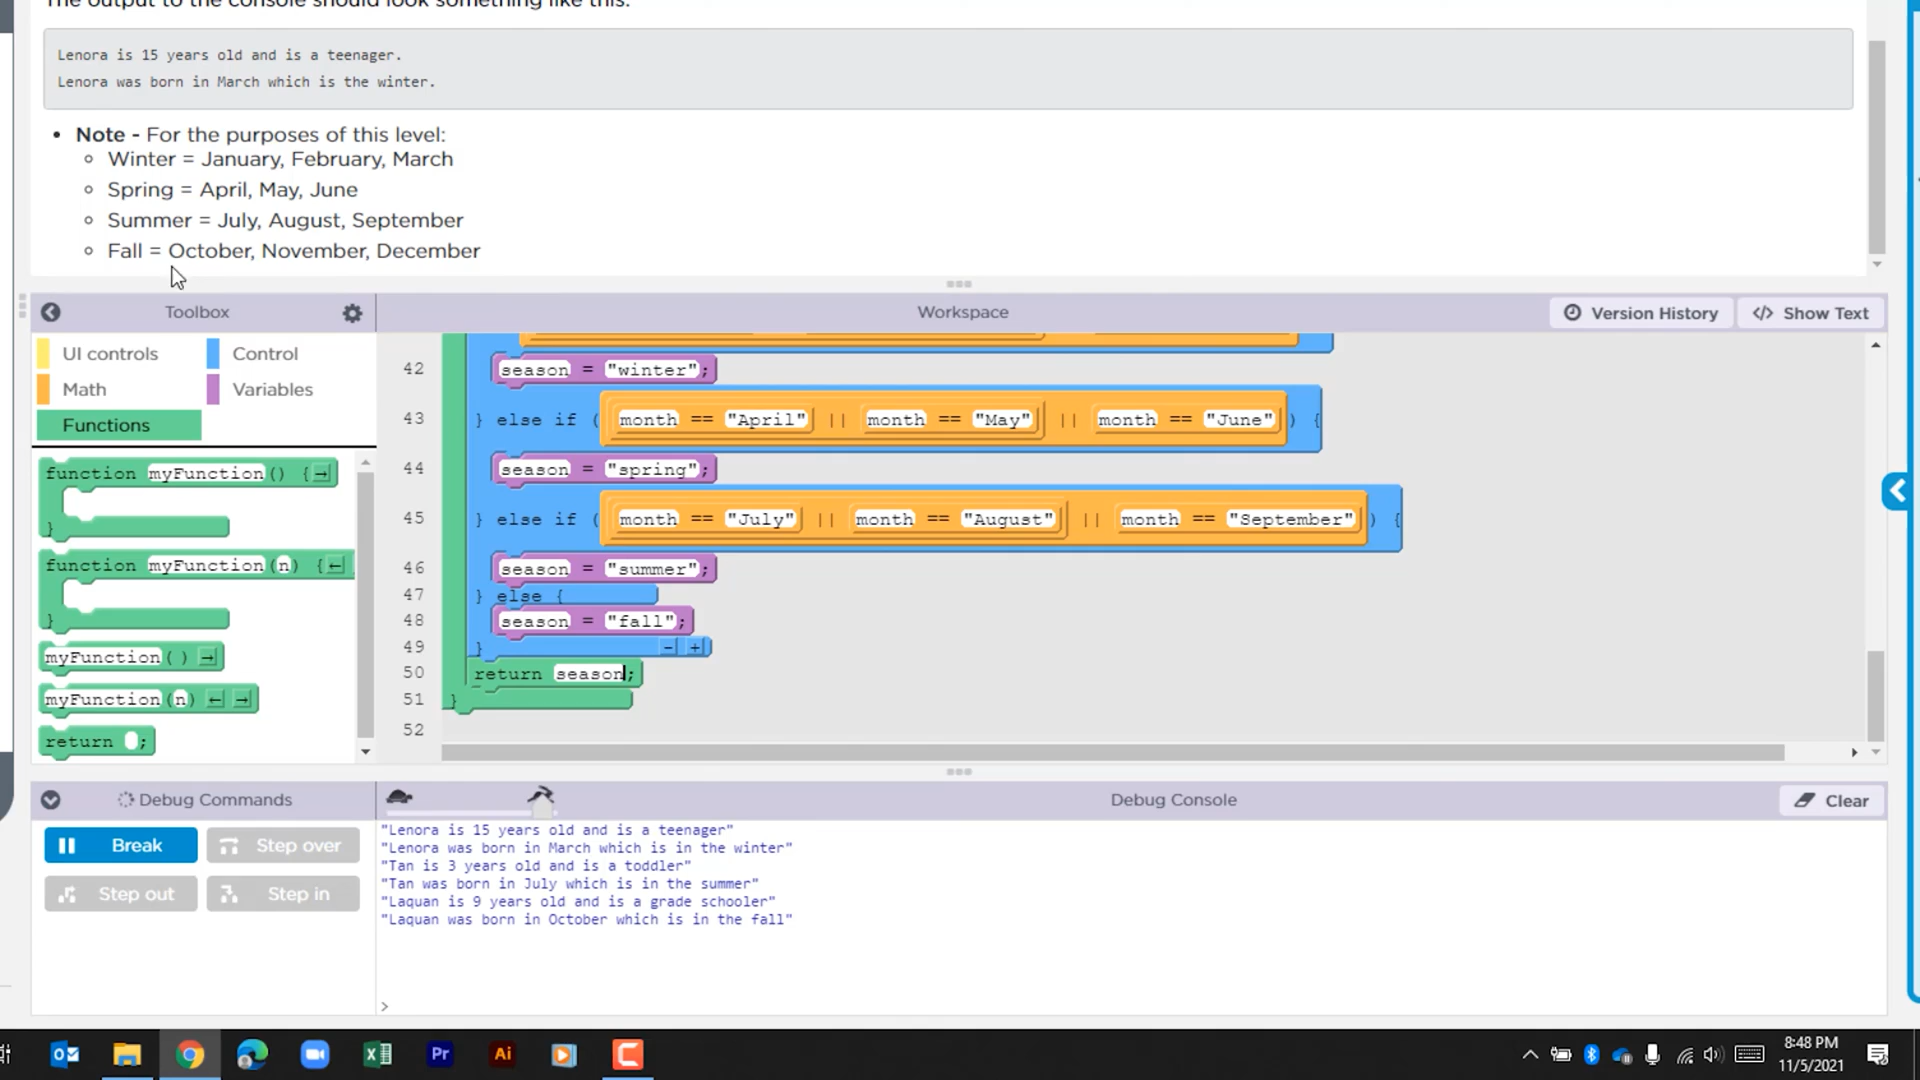 The output to the console should look something like this:
Lenora is 15 years old and is a teenager.
Lenora was born in March which is the winter.
Note - For the purposes of this level:
Winter = January, February, March
Spring = April, May, June
Summer = July, August, September
Fall = October, November, December
Toolbox
Workspace
Version History
</> Show Text
UI controls
Control
Math
Variables
Functions
function myFunction() {
}
function myFunction(n) {
}
myFunction()
myFunction(n)
return ;
42 season = "winter";
43 } else if (month == "April" || month == "May" || month == "June") {
44 season = "spring";
45 } else if (month == "July" || month == "August" || month == "September") {
46 season = "summer";
47 } else {
48 season = "fall";
49 } - +
50 return season;
51 }
52
Debug Commands
Debug Console
Clear
Break
Step over
Step out
Step in
"Lenora is 15 years old and is a teenager"
"Lenora was born in March which is in the winter"
"Tan is 3 years old and is a toddler"
"Tan was born in July which is in the summer"
"Laquan is 9 years old and is a grade schooler"
"Laquan was born in October which is in the fall"
>
Pr
Ai
8:48 PM
11/5/2021